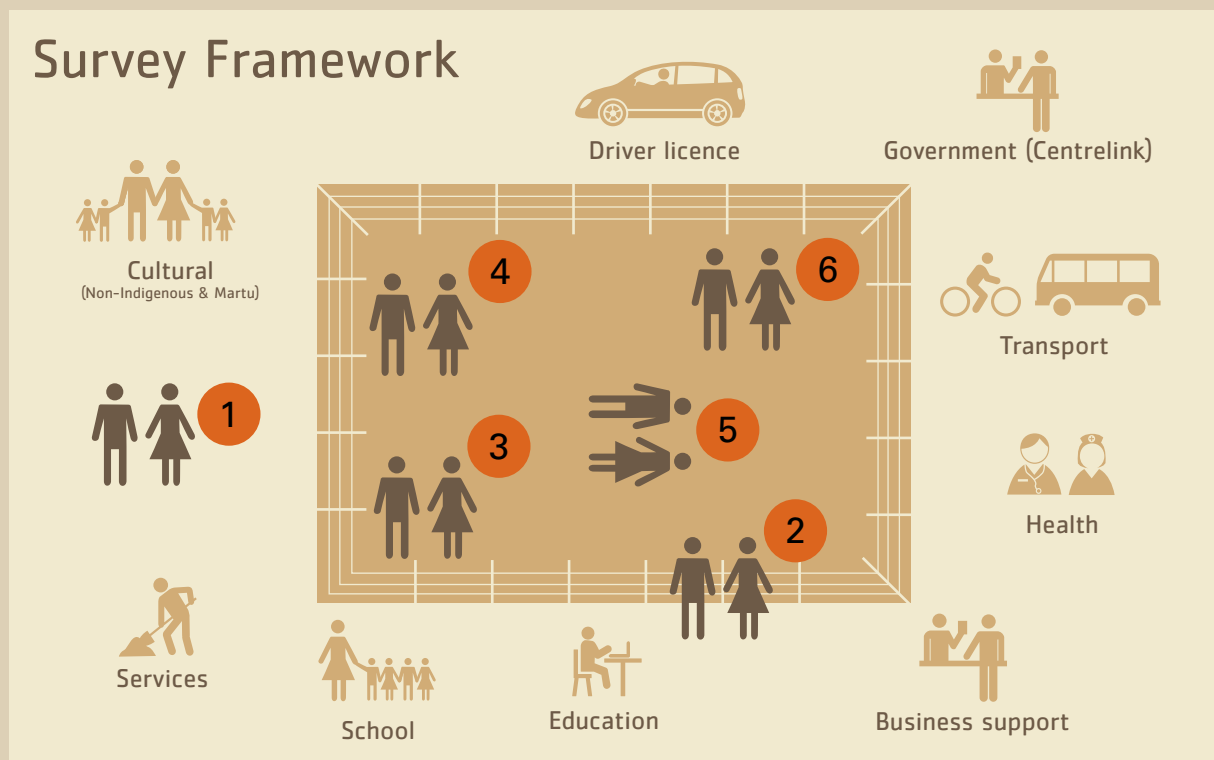 Survey Framework
Driver licence
Government (Centrelink)
Cultural
(Non-Indigenous & Martu)
4
6
Transport
1
3
5
Health
2
Services
School
Education
Business support